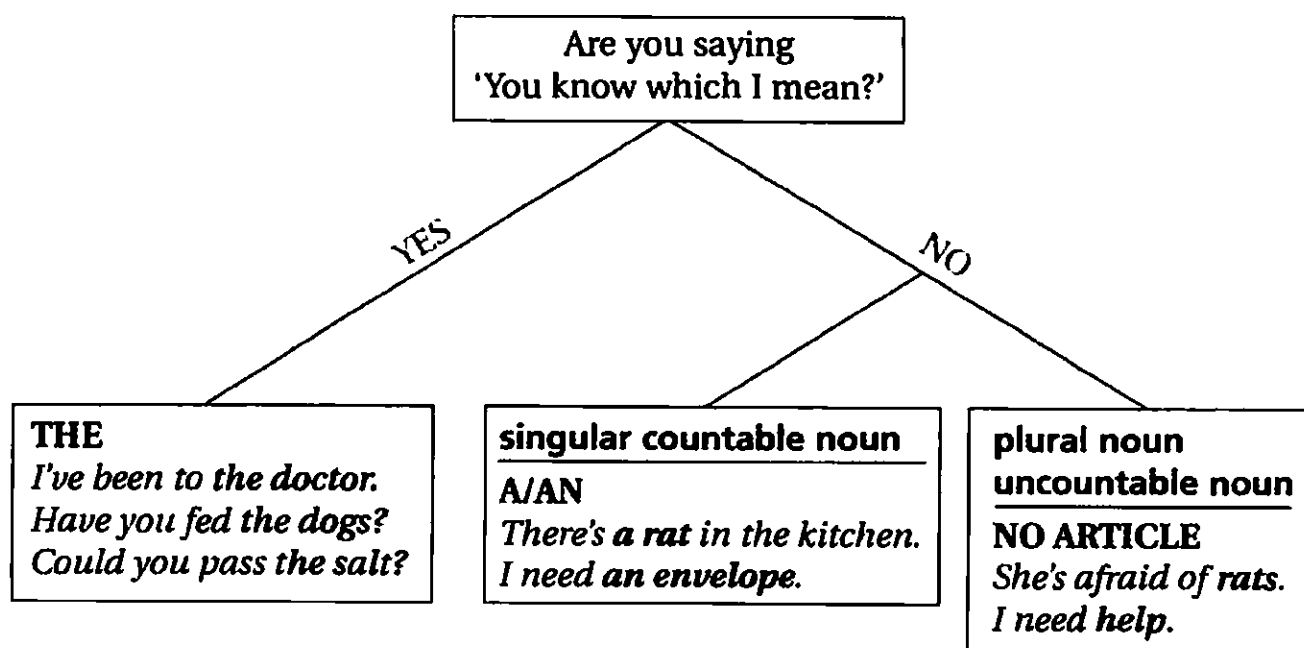 Are you saying
'You know which I mean?'
YES
NO
THE
I've been to the doctor.
Have you fed the dogs?
Could you pass the salt?
singular countable noun
A/AN
There's a rat in the kitchen.
I need an envelope.
plural noun
uncountable noun
NO ARTICLE
She's afraid of rats.
I need help.